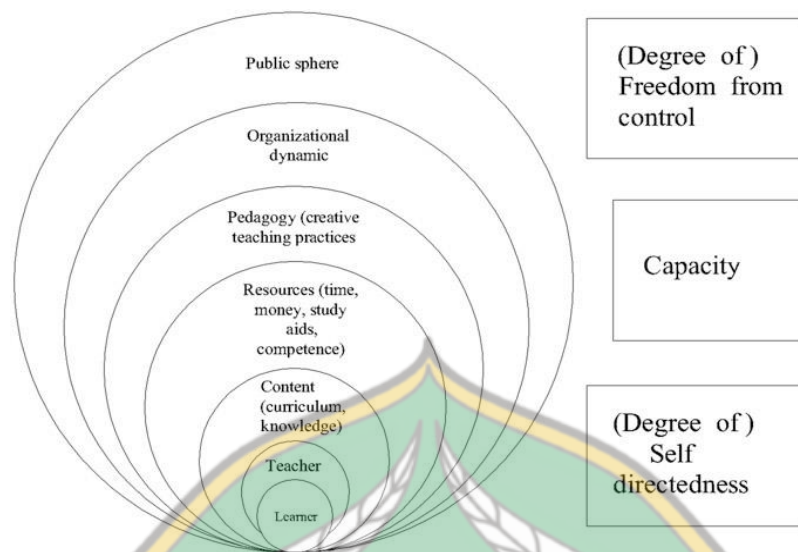 Public sphere
Organizational
dynamic
Pedagogy (creative
teaching practices
Resources (time,
money, study
aids,
competence)
Content
(curriculum,
knowledge)
Teacher
Learner
(Degree of )
Freedom from
control
Capacity
(Degree of )
Self
directedness